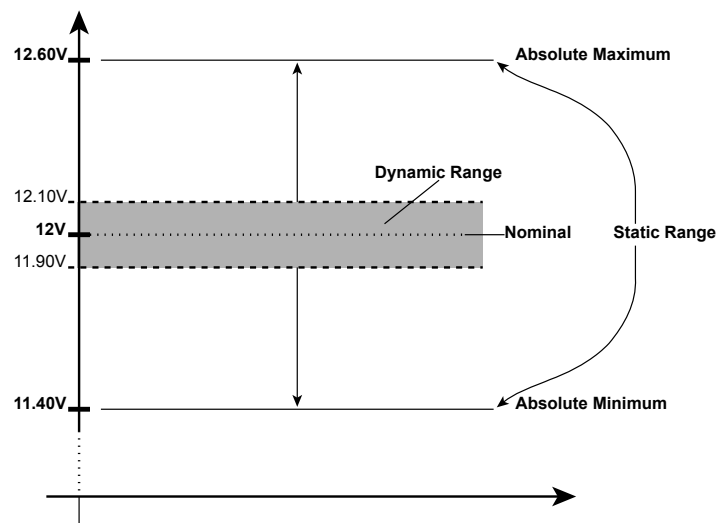 12.60V
Absolute Maximum
Dynamic Range
12.10V
12V
Nominal
Static Range
11.90V
11.40V
Absolute Minimum